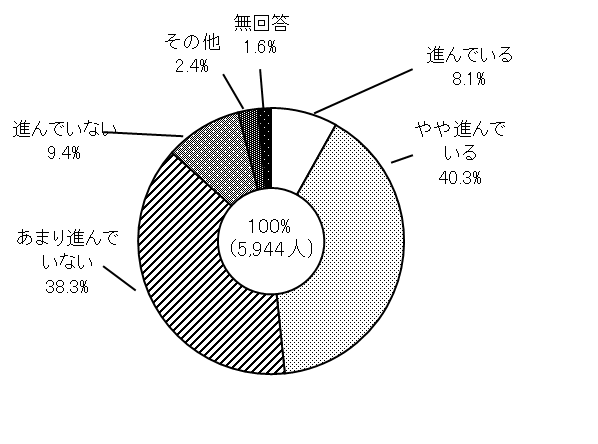 無回答
1.6%
その他
2.4%
進んでいる
8.1%
やや進んで
いる
40.3%
進んでいない
9.4%
100%
（5,944人）
あまり進んで
いない
38.3%